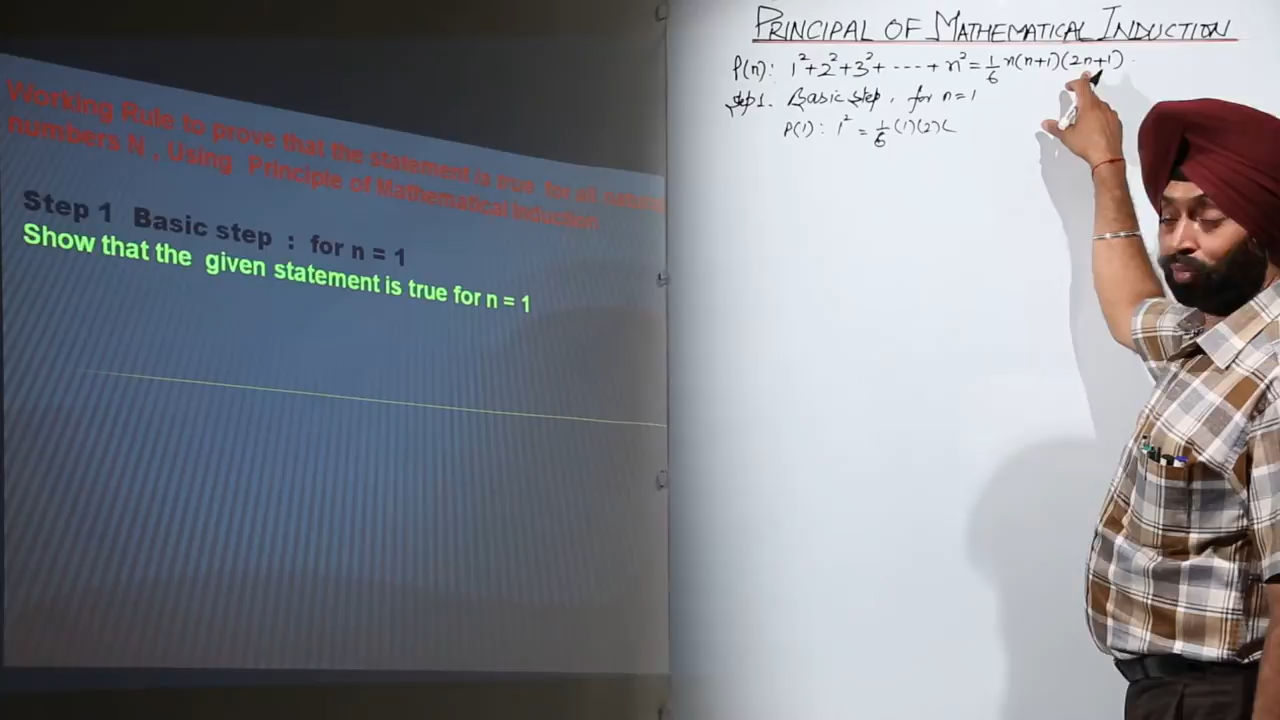 Working Rule to prove that the statement is true for all natural
numbers N , Using Principle of Mathematical Induction
Step 1 Basic step : for n = 1
Show that the given statement is true for n = 1
PRINCIPAL OF MATHEMATICAL INDUCTION
P(n): 1²+2²+3²+ ---- + n² = 1/6 n(n+1)(2n+1)
Step 1. Basic step, for n=1
P(1): 1² = 1/6 (1)(2)(